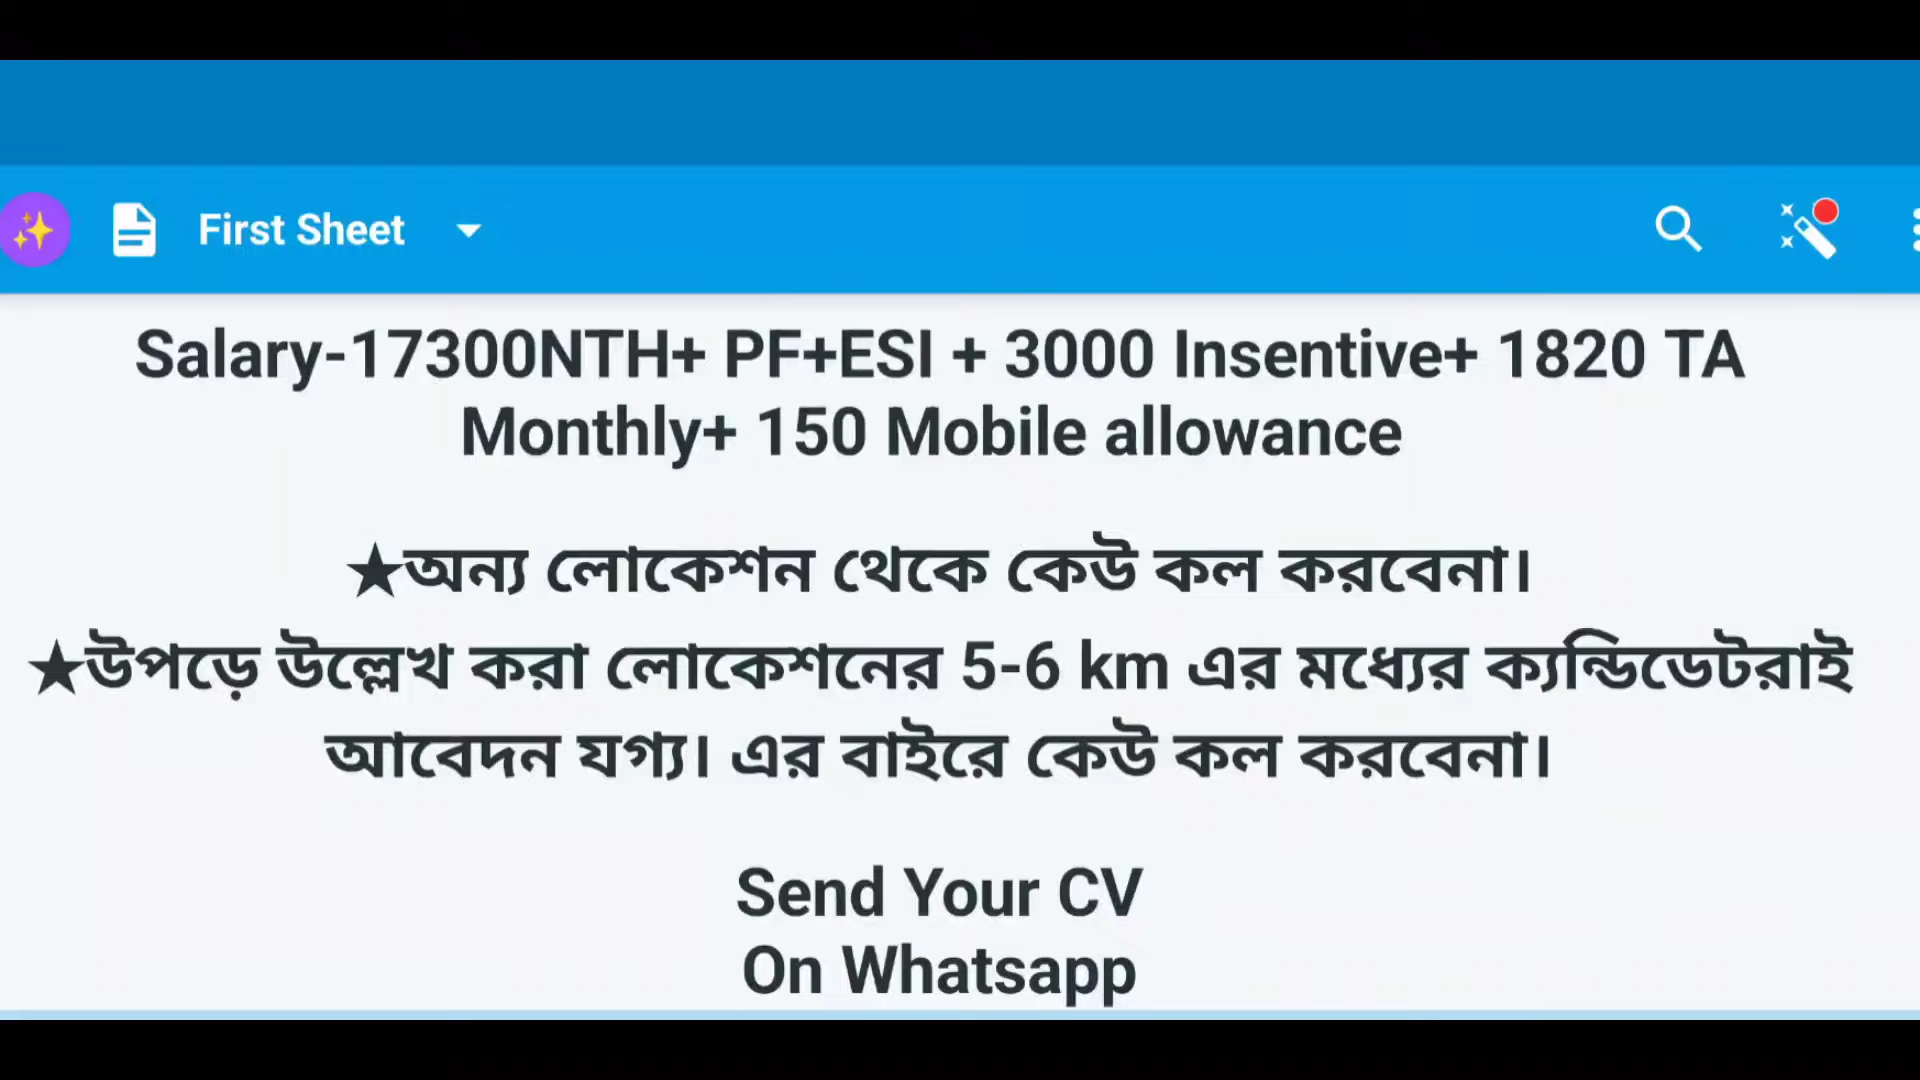 First Sheet
Salary-17300NTH+ PF+ESI + 3000 Insentive+ 1820 TA
Monthly+ 150 Mobile allowance
★অন্য লোকেশন থেকে কেউ কল করবেনা।
★উপড়ে উল্লেখ করা লোকেশনের 5-6 km এর মধ্যের ক্যন্ডিডেটরাই
আবেদন যগ্য। এর বাইরে কেউ কল করবেনা।
Send Your CV
On Whatsapp